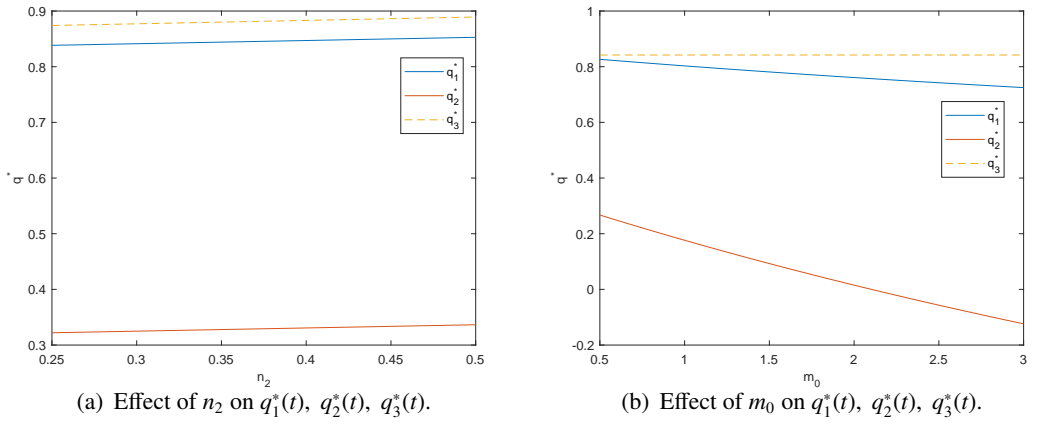 0.9
0.8
0.7
0.6
0.5
0.4
0.3
q*
q₁*
q₂*
q₃*
0.25 0.3 0.35 0.4 0.45 0.5
n₂
(a) Effect of n₂ on q₁*(t), q₂*(t), q₃*(t).
1
0.8
0.6
0.4
0.2
0
-0.2
q*
q₁*
q₂*
q₃*
0.5 1 1.5 2 2.5 3
m₀
(b) Effect of m₀ on q₁*(t), q₂*(t), q₃*(t).